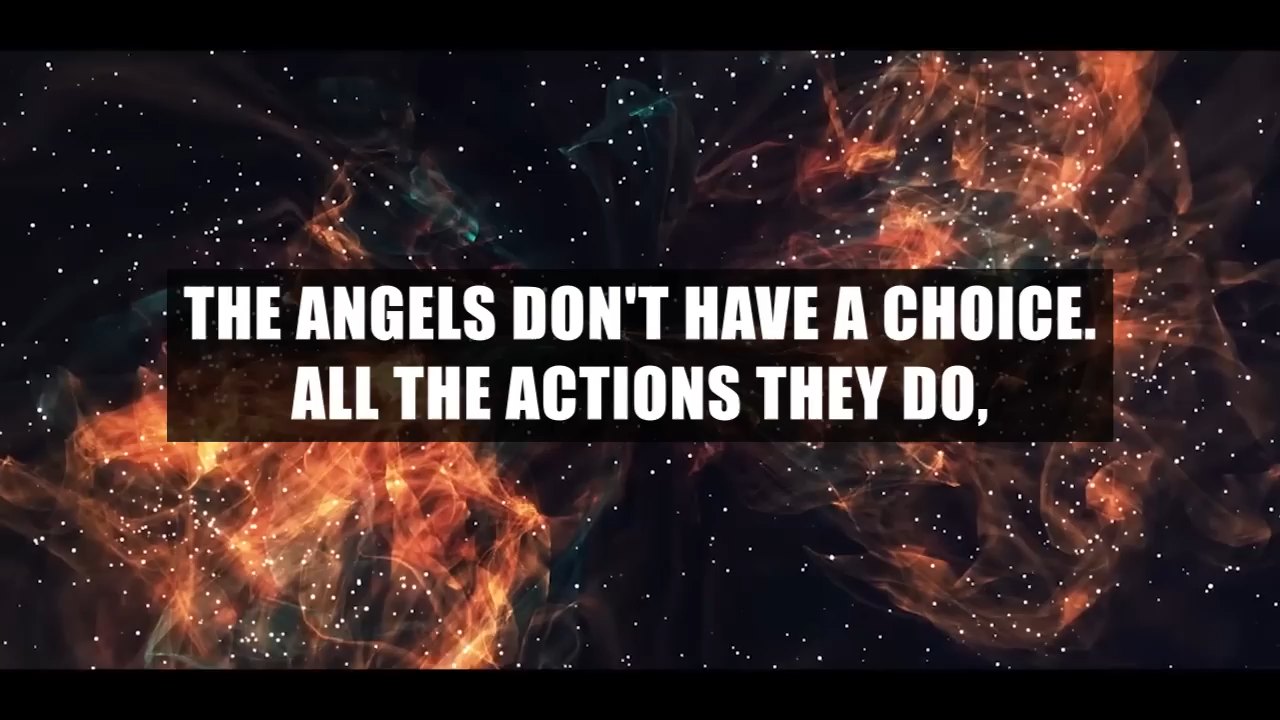 THE ANGELS DON'T HAVE A CHOICE.
ALL THE ACTIONS THEY DO,